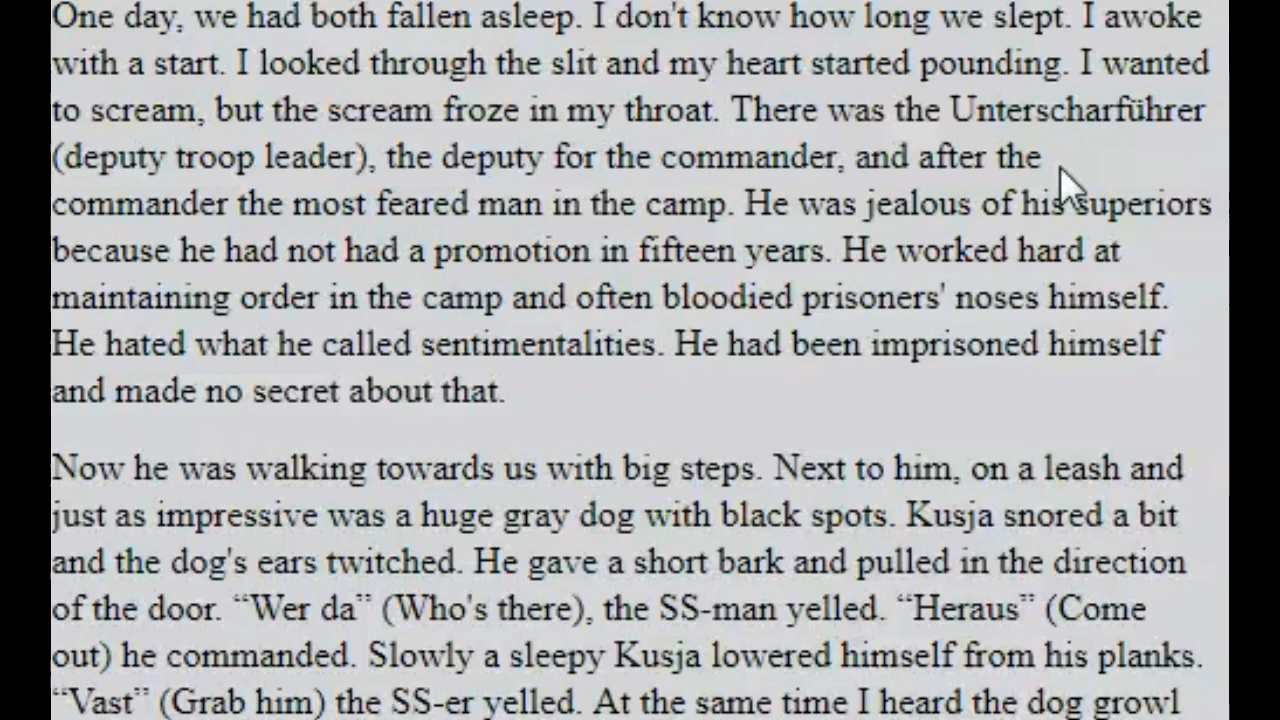 One day, we had both fallen asleep. I don't know how long we slept. I awoke
with a start. I looked through the slit and my heart started pounding. I wanted
to scream, but the scream froze in my throat. There was the Unterscharführer
(deputy troop leader), the deputy for the commander, and after the
commander the most feared man in the camp. He was jealous of his superiors
because he had not had a promotion in fifteen years. He worked hard at
maintaining order in the camp and often bloodied prisoners' noses himself.
He hated what he called sentimentalities. He had been imprisoned himself
and made no secret about that.
Now he was walking towards us with big steps. Next to him, on a leash and
just as impressive was a huge gray dog with black spots. Kusja snored a bit
and the dog's ears twitched. He gave a short bark and pulled in the direction
of the door. “Wer da” (Who's there), the SS-man yelled. “Heraus” (Come
out) he commanded. Slowly a sleepy Kusja lowered himself from his planks.
“Vast” (Grab him) the SS-er yelled. At the same time I heard the dog growl